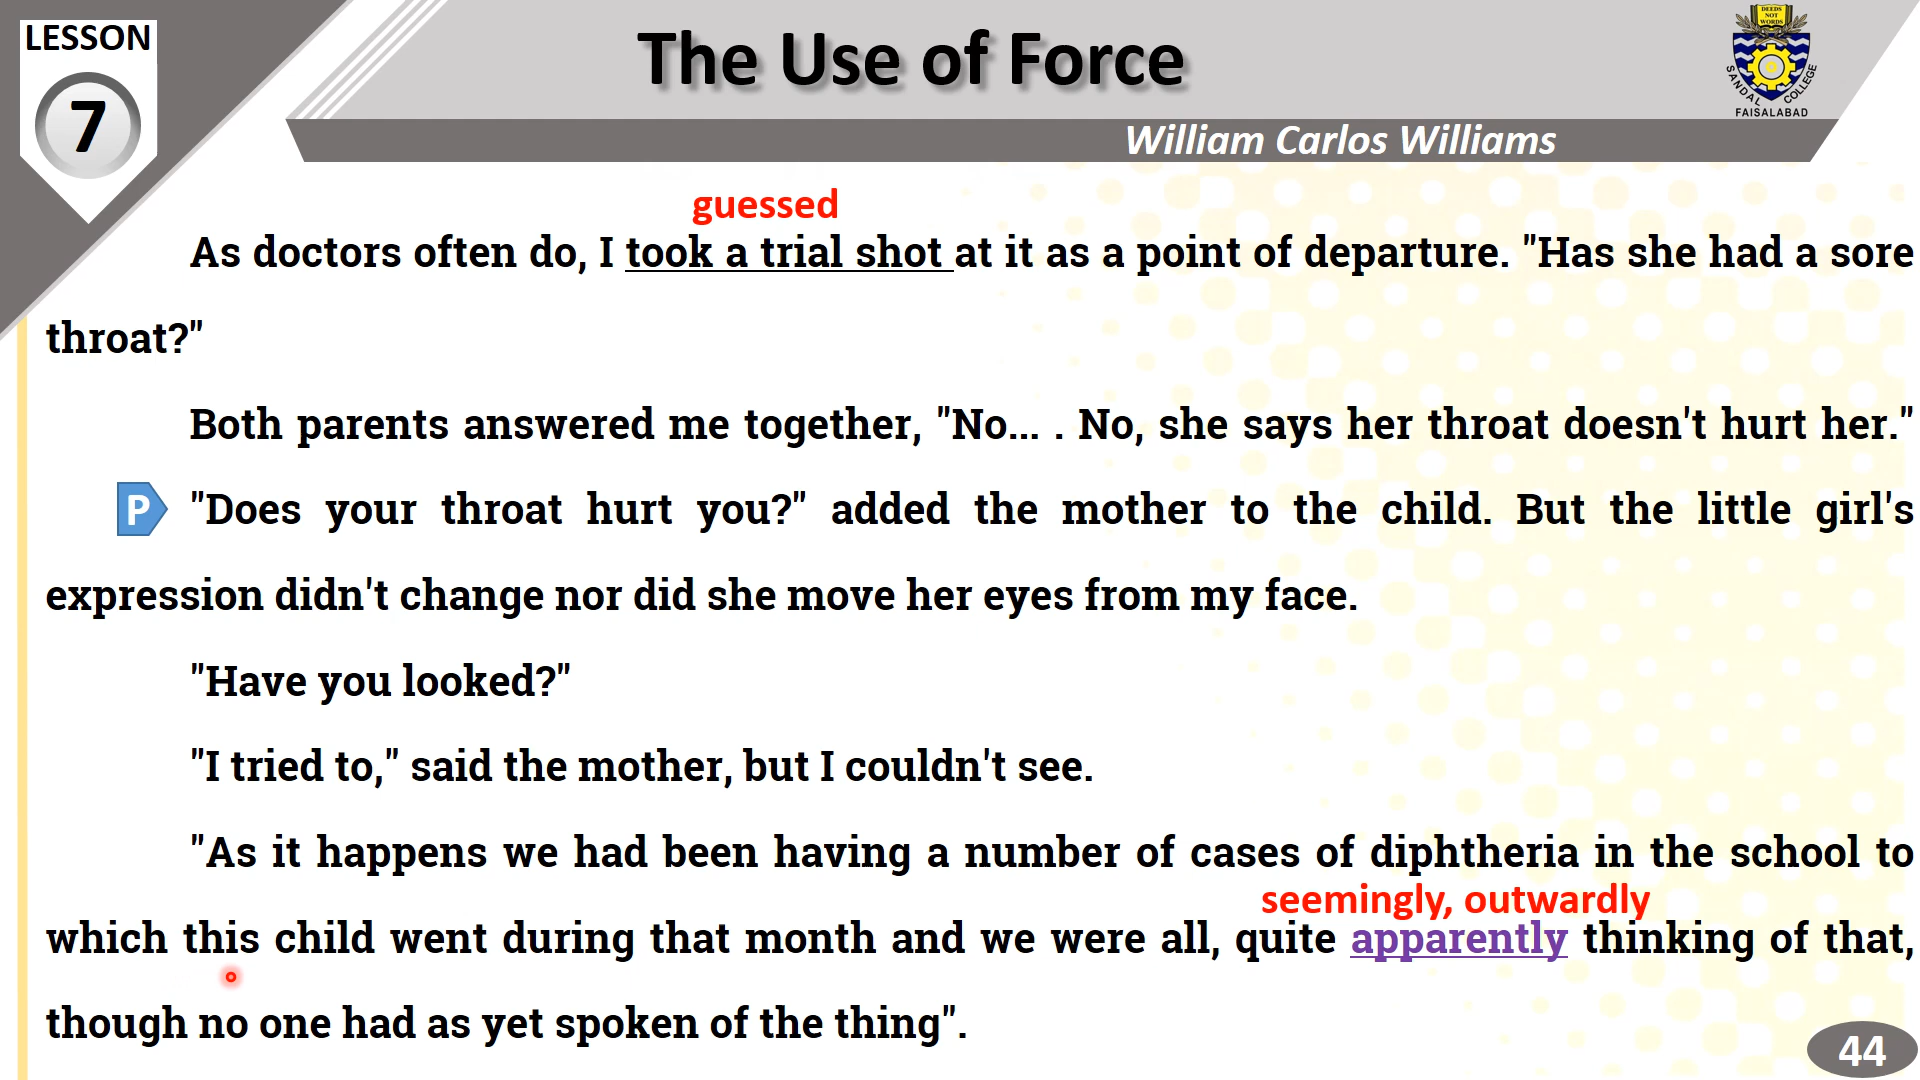 LESSON
7
The Use of Force
DEEDS
NOT
WORDS
SANDAL COLLEGE
FAISALABAD
William Carlos Williams
guessed
As doctors often do, I took a trial shot at it as a point of departure. "Has she had a sore
throat?"
Both parents answered me together, "No... . No, she says her throat doesn't hurt her."
P "Does your throat hurt you?" added the mother to the child. But the little girl's
expression didn't change nor did she move her eyes from my face.
"Have you looked?"
"I tried to," said the mother, but I couldn't see.
"As it happens we had been having a number of cases of diphtheria in the school to
seemingly, outwardly
which this child went during that month and we were all, quite apparently thinking of that,
though no one had as yet spoken of the thing".
44